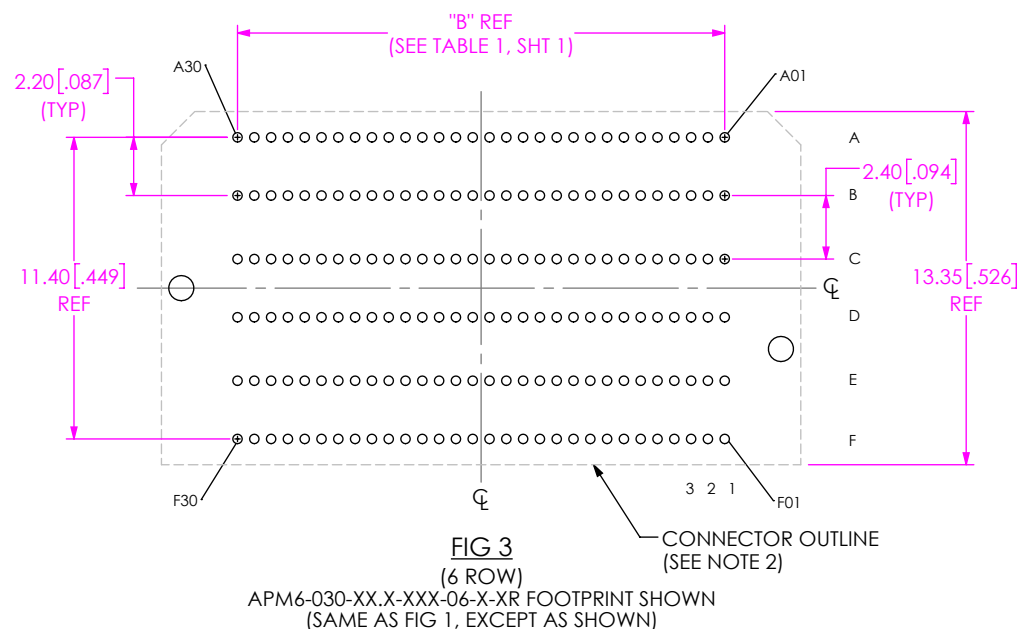 "B" REF
(SEE TABLE 1, SHT 1)
A30
A01
2.20[.087]
(TYP)
A
2.40[.094]
(TYP)
B
C
11.40[.449]
REF
13.35[.526]
REF
℄
D
E
F
F30
℄
3 2 1
F01
CONNECTOR OUTLINE
(SEE NOTE 2)
FIG 3
(6 ROW)
APM6-030-XX.X-XXX-06-X-XR FOOTPRINT SHOWN
(SAME AS FIG 1, EXCEPT AS SHOWN)